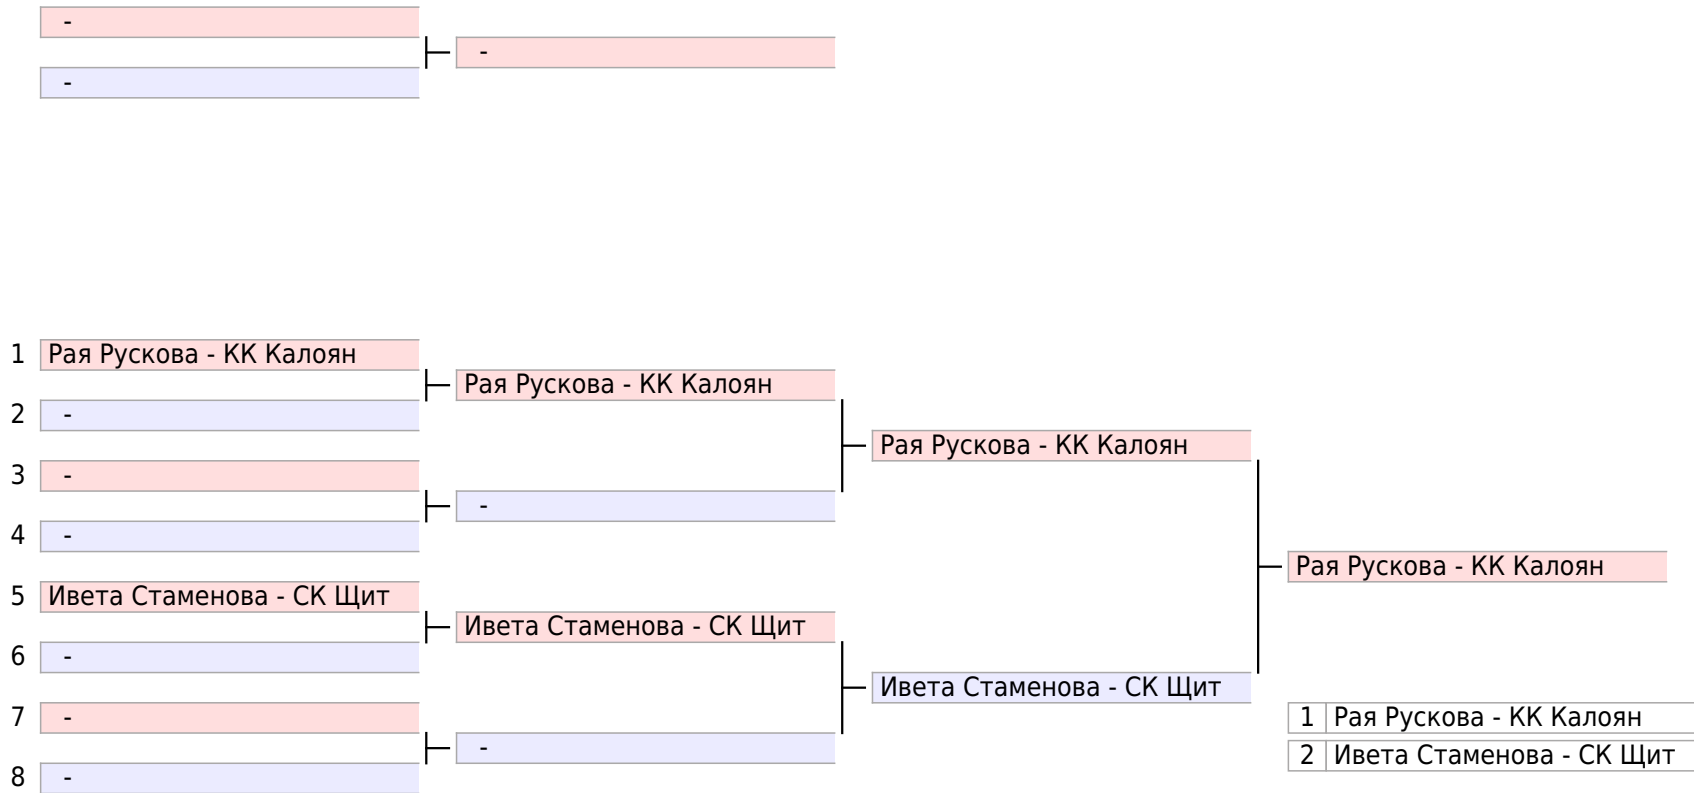 -
-
-
1 Рая Рускова - КК Калоян
Рая Рускова - КК Калоян
2 -
Рая Рускова - КК Калоян
3 -
-
4 -
Рая Рускова - КК Калоян
5 Ивета Стаменова - СК Щит
Ивета Стаменова - СК Щит
6 -
Ивета Стаменова - СК Щит
7 -
1 Рая Рускова - КК Калоян
-
2 Ивета Стаменова - СК Щит
8 -